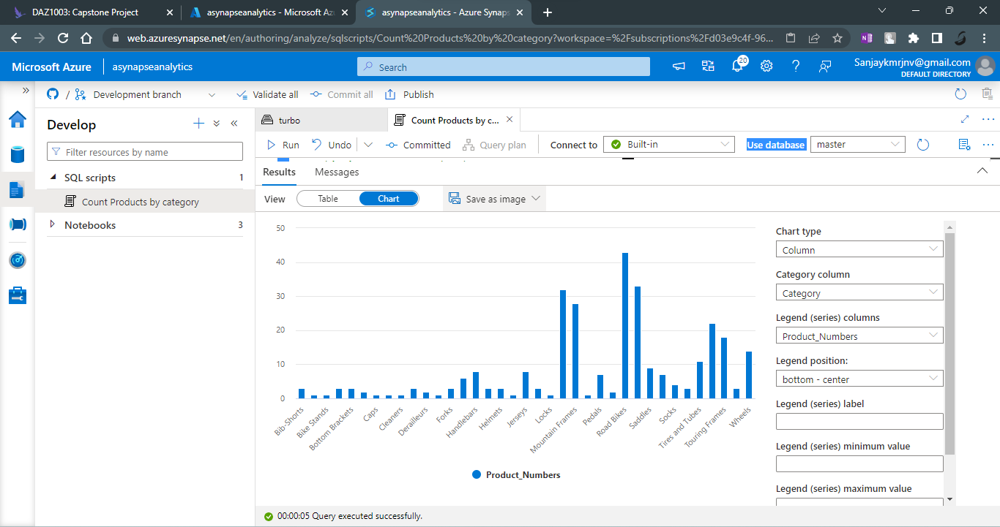 DAZ1003: Capstone Project
asynapseanalytics - Microsoft Az
asynapseanalytics - Azure Synaps
web.azuresynapse.net/en/authoring/analyze/sqlscripts/Count%20Products%20by%20category?workspace=%2Fsubscriptions%2Fd03e9c4f-96...
Microsoft Azure
asynapseanalytics
Search
20
Sanjaykmrjnv@gmail.com
DEFAULT DIRECTORY
/ Development branch
Validate all
Commit all
Publish
Develop
Filter resources by name
SQL scripts 1
Count Products by category
Notebooks 3
turbo
Count Products by c...
Run
Undo
Committed
Query plan
Connect to
Built-in
Use database
master
Results
Messages
View
Table
Chart
Save as image
50
40
30
20
10
0
Bib-Shorts
Bike Stands
Bottom Brackets
Caps
Cleaners
Derailleurs
Forks
Handlebars
Helmets
Jerseys
Locks
Mountain Frames
Pedals
Road Bikes
Saddles
Socks
Tires and Tubes
Touring Frames
Wheels
Product_Numbers
Chart type
Column
Category column
Category
Legend (series) columns
Product_Numbers
Legend position:
bottom - center
Legend (series) label
Legend (series) minimum value
Legend (series) maximum value
00:00:05 Query executed successfully.